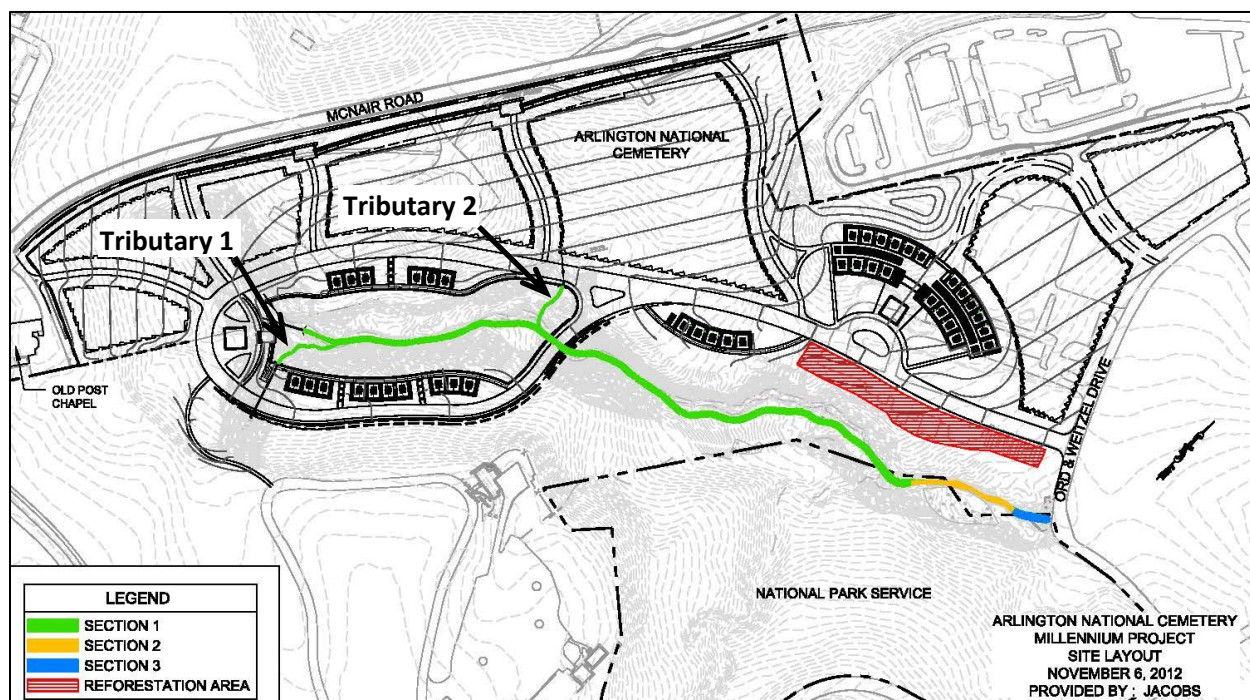 MCNAIR ROAD
ARLINGTON NATIONAL
CEMETERY
Tributary 2
Tributary 1
OLD POST
CHAPEL
ORD & WEITZEL DRIVE
NATIONAL PARK SERVICE
LEGEND
SECTION 1
SECTION 2
SECTION 3
REFORESTATION AREA
ARLINGTON NATIONAL CEMETERY
MILLENNIUM PROJECT
SITE LAYOUT
NOVEMBER 6, 2012
PROVIDED BY: JACOBS